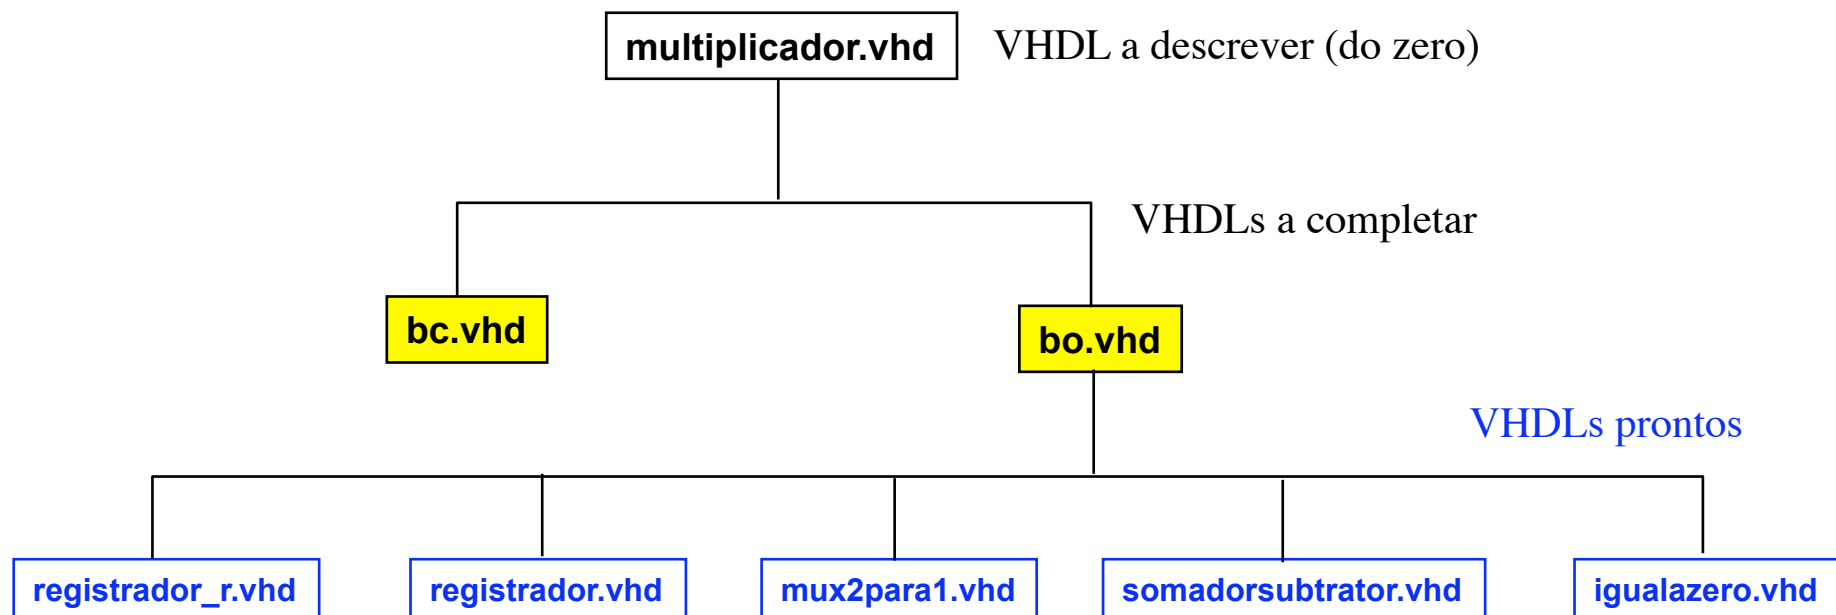 multiplicador.vhd
VHDL a descrever (do zero)
VHDLs a completar
bc.vhd
bo.vhd
VHDLs prontos
registrador_r.vhd
registrador.vhd
mux2para1.vhd
somadorsubtrator.vhd
igualazero.vhd